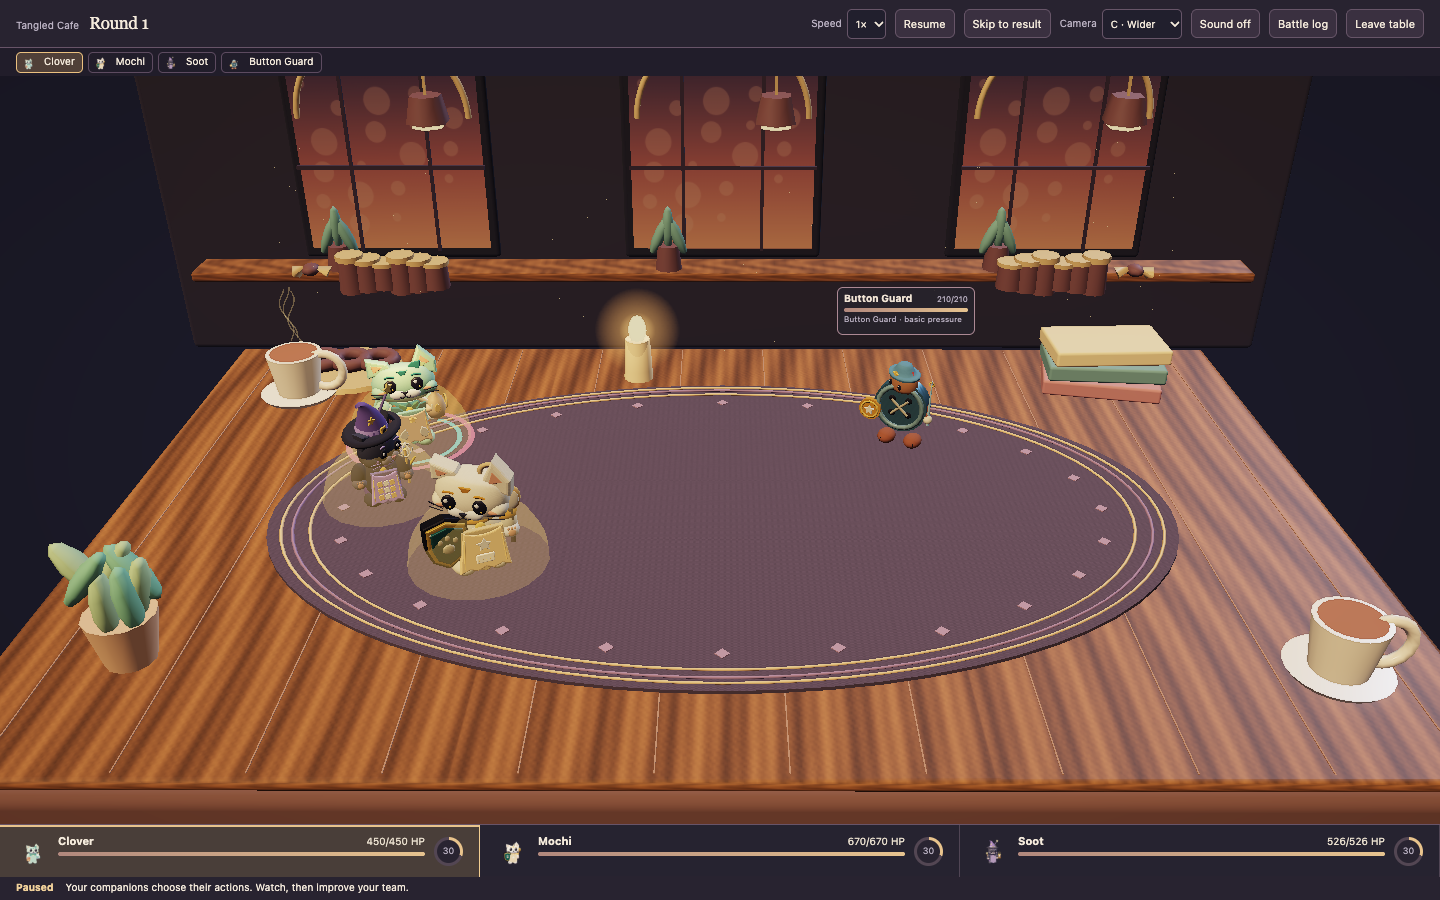 Tangled Cafe Round 1
Speed 1x Resume Skip to result Camera C · Wider Sound off Battle log Leave table
Clover Mochi Soot Button Guard
Button Guard 210/210
Button Guard · basic pressure
Clover 450/450 HP 30
Mochi 670/670 HP 30
Soot 526/526 HP 30
Paused Your companions choose their actions. Watch, then improve your team.